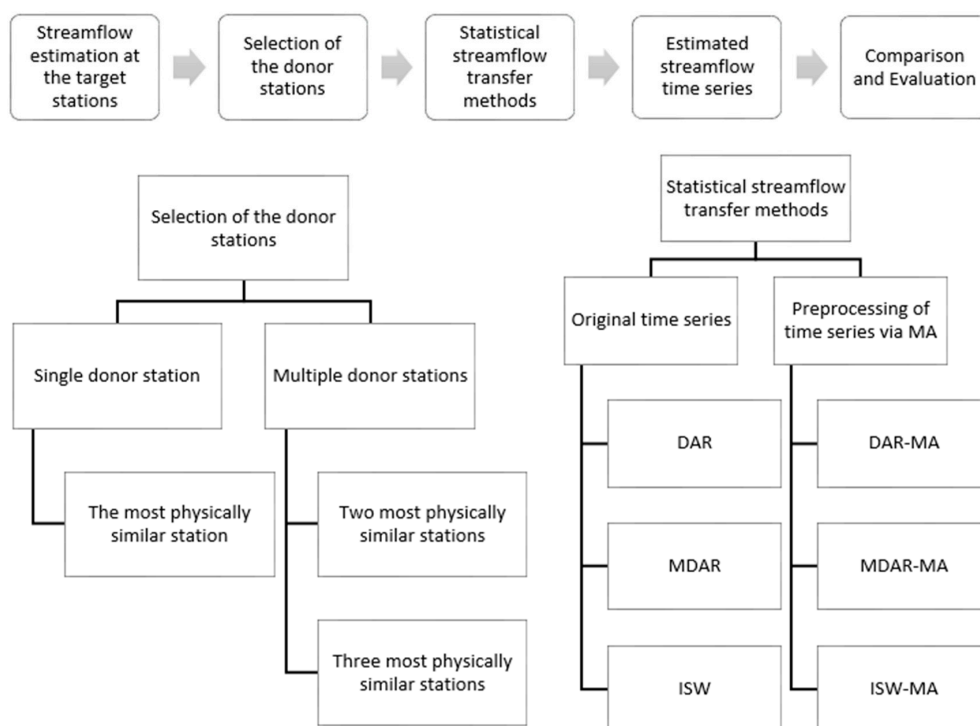 Streamflow
estimation at
the target
stations
Selection of
the donor
stations
Statistical
streamflow
transfer
methods
Estimated
streamflow
time series
Comparison
and Evaluation
Selection of the donor
stations
Single donor station
Multiple donor stations
The most physically
similar station
Two most physically
similar stations
Three most physically
similar stations
Statistical streamflow
transfer methods
Original time series
Preprocessing of
time series via MA
DAR
DAR-MA
MDAR
MDAR-MA
ISW
ISW-MA